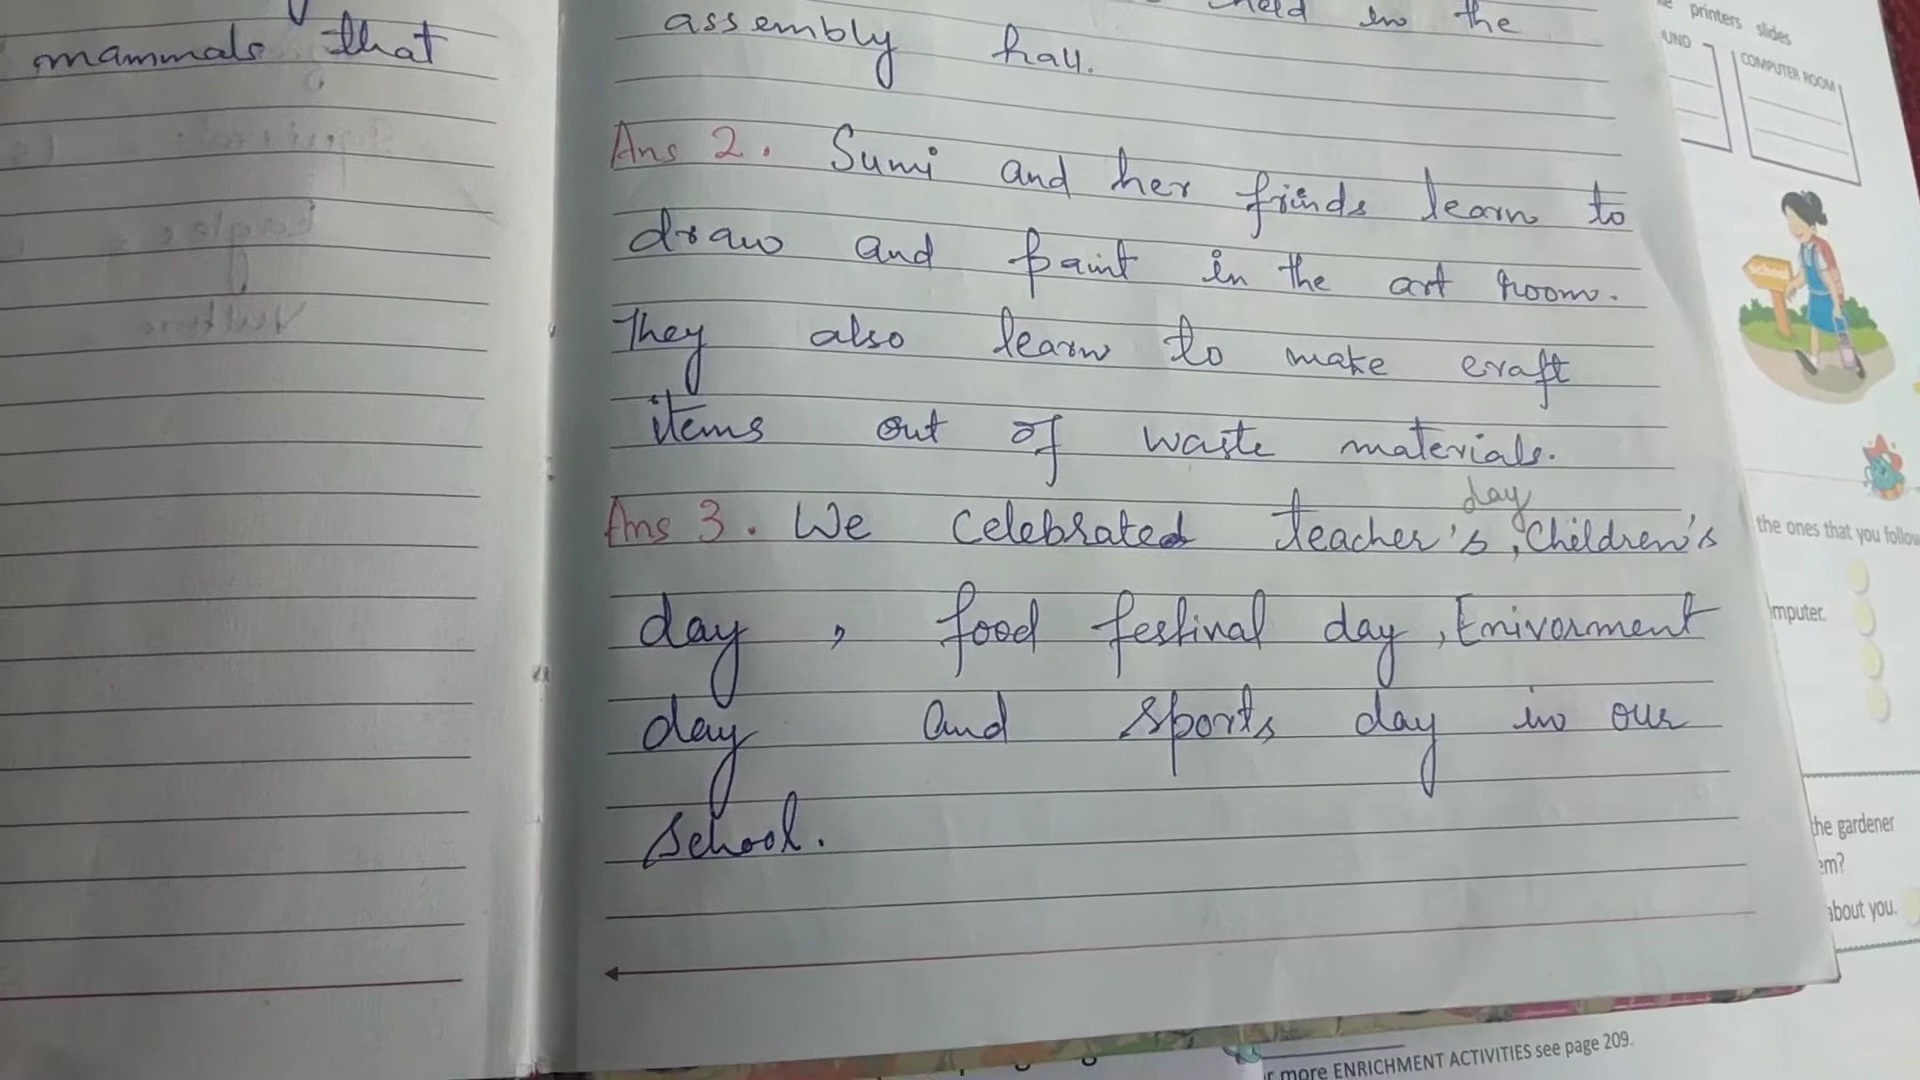 mammals that
held in the
assembly hall.
Ans 2. Sumi and her friends learn to
draw and paint in the art room.
They also learn to make craft
items out of waste materials.
day
Ans 3. We celebrated teacher's, Children's
day, food festival day, Enivorment
day and sports day in our
school.
printers slides
UND
COMPUTER ROOM
School
the ones that you follow
mputer.
the gardener
em?
about you.
r more ENRICHMENT ACTIVITIES see page 209.